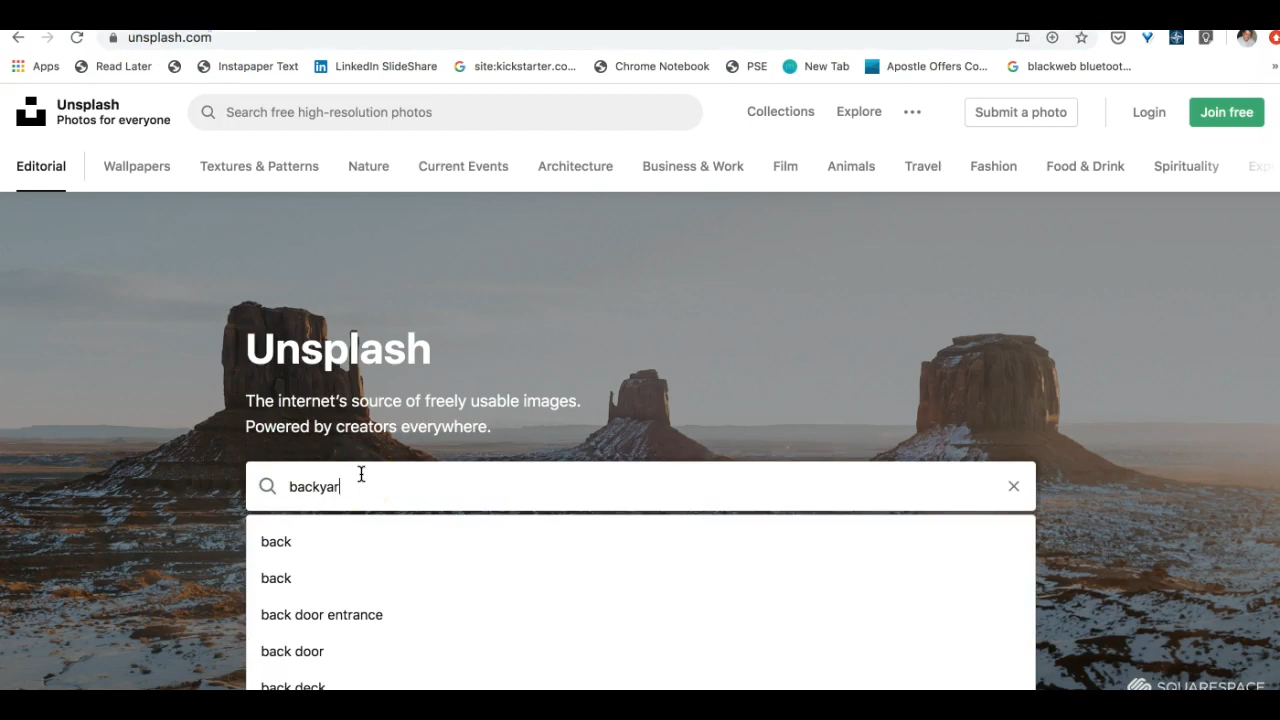 unsplash.com
Apps Read Later Instapaper Text LinkedIn SlideShare site:kickstarter.co... Chrome Notebook PSE New Tab Apostle Offers Co... blackweb bluetoot... »
Unsplash
Photos for everyone
Search free high-resolution photos
Collections Explore ••• Submit a photo Login Join free
Editorial Wallpapers Textures & Patterns Nature Current Events Architecture Business & Work Film Animals Travel Fashion Food & Drink Spirituality Exp
Unsplash
The internet's source of freely usable images.
Powered by creators everywhere.
backyar
back
back
back door entrance
back door
back deck
SQUARESPACE